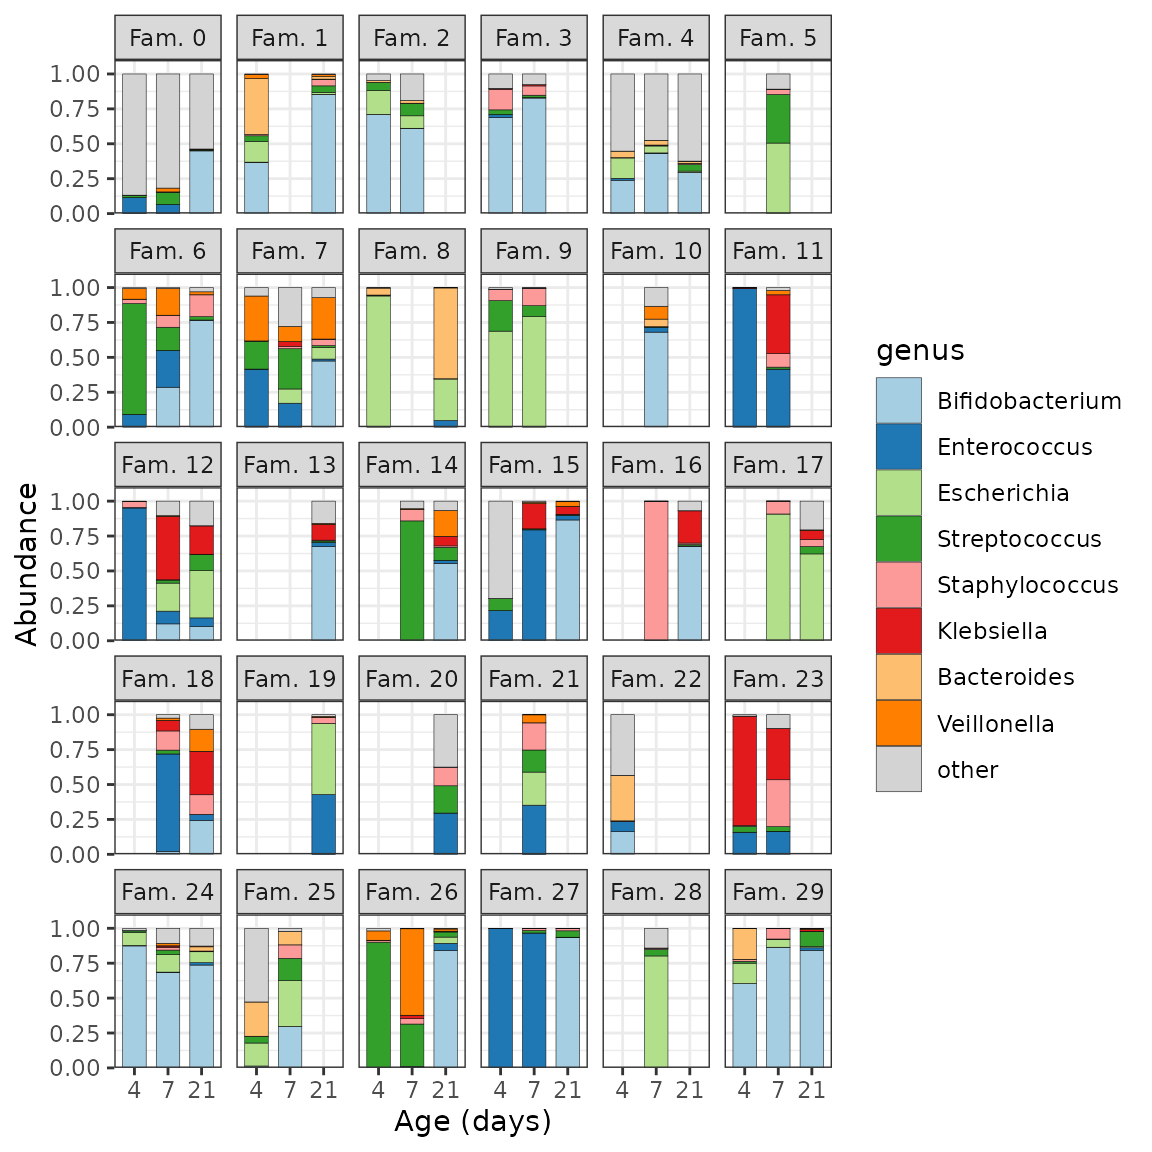 Fam. 0 Fam. 1 Fam. 2 Fam. 3 Fam. 4 Fam. 5
1.00
0.75
0.50
0.25
0.00
Fam. 6 Fam. 7 Fam. 8 Fam. 9 Fam. 10 Fam. 11
1.00
0.75
0.50
0.25
0.00
Fam. 12 Fam. 13 Fam. 14 Fam. 15 Fam. 16 Fam. 17
1.00
0.75
0.50
0.25
0.00
Fam. 18 Fam. 19 Fam. 20 Fam. 21 Fam. 22 Fam. 23
1.00
0.75
0.50
0.25
0.00
Fam. 24 Fam. 25 Fam. 26 Fam. 27 Fam. 28 Fam. 29
1.00
0.75
0.50
0.25
0.00
4 7 21 4 7 21 4 7 21 4 7 21 4 7 21 4 7 21
Age (days)
Abundance
genus
Bifidobacterium
Enterococcus
Escherichia
Streptococcus
Staphylococcus
Klebsiella
Bacteroides
Veillonella
other